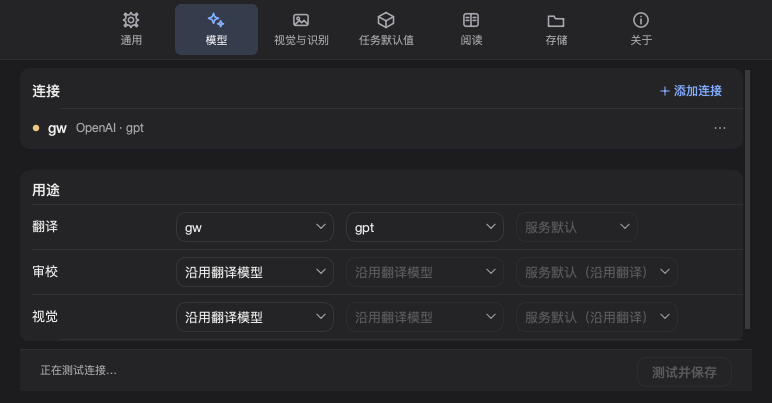 通用
模型
视觉与识别
任务默认值
阅读
存储
关于
连接
+ 添加连接
gw OpenAI · gpt
···
用途
翻译 gw gpt 服务默认
审校 沿用翻译模型 沿用翻译模型 服务默认（沿用翻译）
视觉 沿用翻译模型 沿用翻译模型 服务默认（沿用翻译）
正在测试连接... 测试并保存